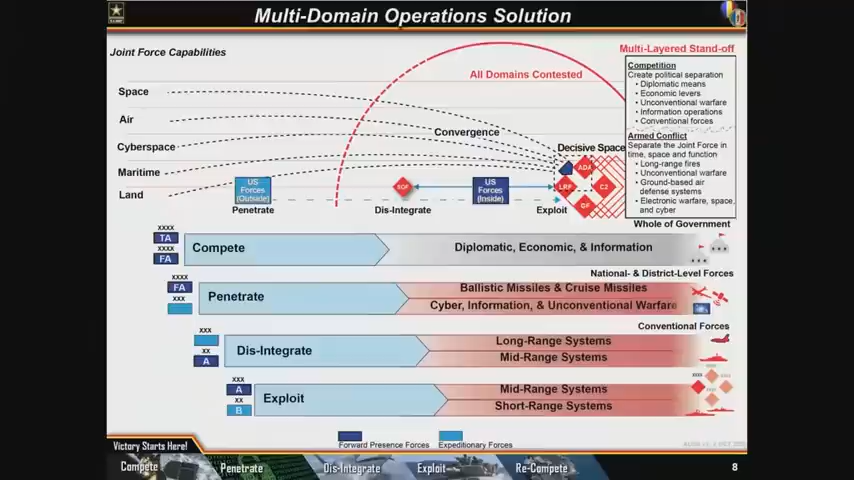 Multi-Domain Operations Solution
Joint Force Capabilities
Multi-Layered Stand-off
All Domains Contested
Space
Air
Cyberspace
Maritime
Land
Convergence
Decisive Space
US
Forces
(Outside)
SOF
US
Forces
(Inside)
ADA
LRF
C2
CF
Penetrate
Dis-Integrate
Exploit
Competition
Create political separation
• Diplomatic means
• Economic levers
• Unconventional warfare
• Information operations
• Conventional forces
Armed Conflict
Separate the Joint Force in
time, space and function
• Long-range fires
• Unconventional warfare
• Ground-based air
defense systems
• Electronic warfare, space,
and cyber
Whole of Government
XXXX
TA
XXXX
FA
Compete
Diplomatic, Economic, & Information
National- & District-Level Forces
XXXX
FA
XXX
Penetrate
Ballistic Missiles & Cruise Missiles
Cyber, Information, & Unconventional Warfare
Conventional Forces
XXX
XX
A
Dis-Integrate
Long-Range Systems
Mid-Range Systems
XXX
A
XX
B
Exploit
Mid-Range Systems
Short-Range Systems
Forward Presence Forces
Expeditionary Forces
Victory Starts Here!
Compete
Penetrate
Dis-Integrate
Exploit
Re-Compete
8